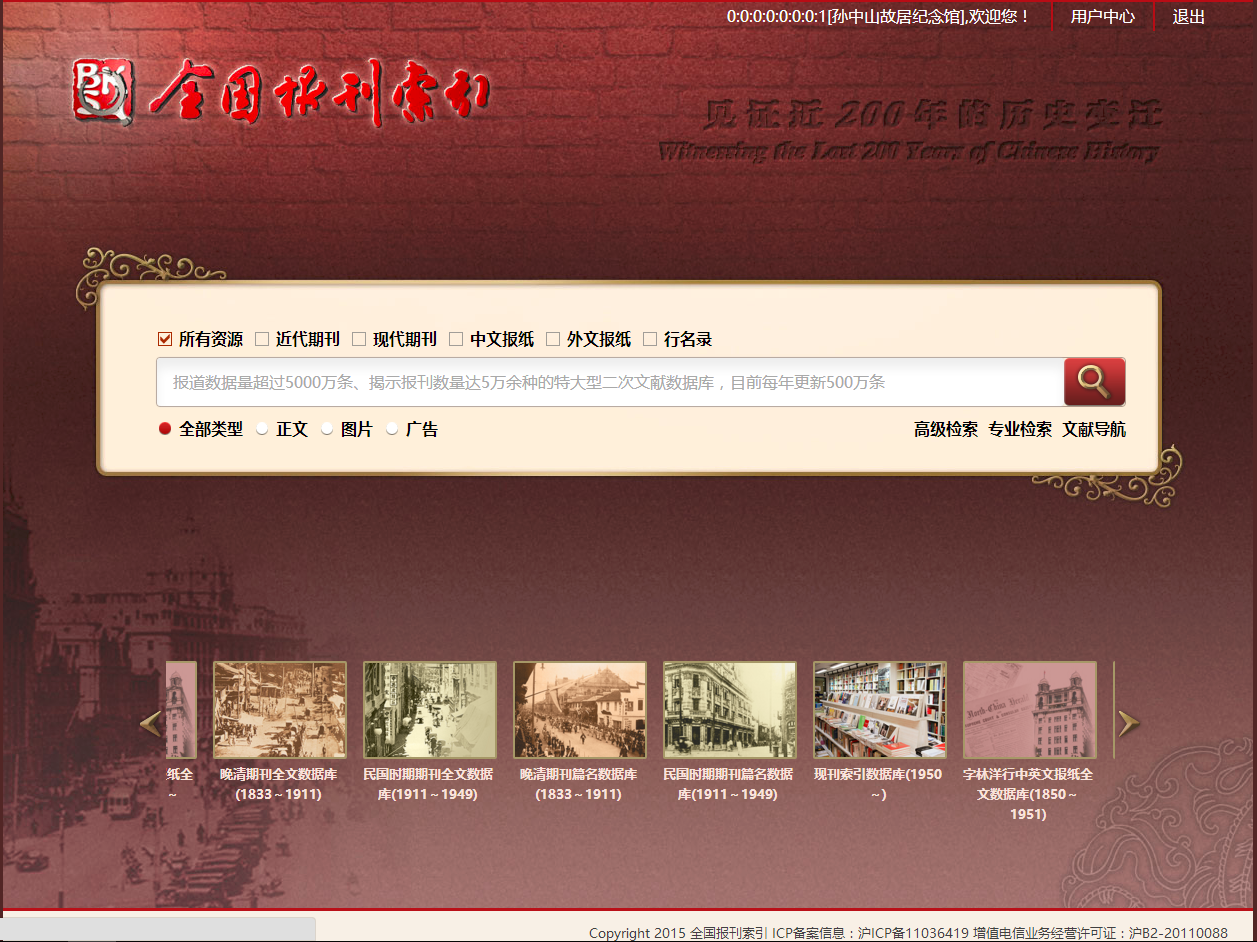 0:0:0:0:0:0:0:1[孙中山故居纪念馆],欢迎您！ 用户中心 退出
全国报刊索引
见证近200年的历史变迁
Witnessing the Last 200 Years of Chinese History
所有资源 近代期刊 现代期刊 中文报纸 外文报纸 行名录
报道数据量超过5000万条、揭示报刊数量达5万余种的特大型二次文献数据库，目前每年更新500万条
全部类型 正文 图片 广告 高级检索 专业检索 文献导航
纸全
~
晚清期刊全文数据库
(1833～1911)
民国时期期刊全文数据
库(1911～1949)
晚清期刊篇名数据库
(1833～1911)
民国时期期刊篇名数据
库(1911～1949)
现刊索引数据库(1950
～)
North-China Herald
字林洋行中英文报纸全
文数据库(1850～
1951)
Copyright 2015 全国报刊索引 ICP备案信息：沪ICP备11036419 增值电信业务经营许可证：沪B2-20110088